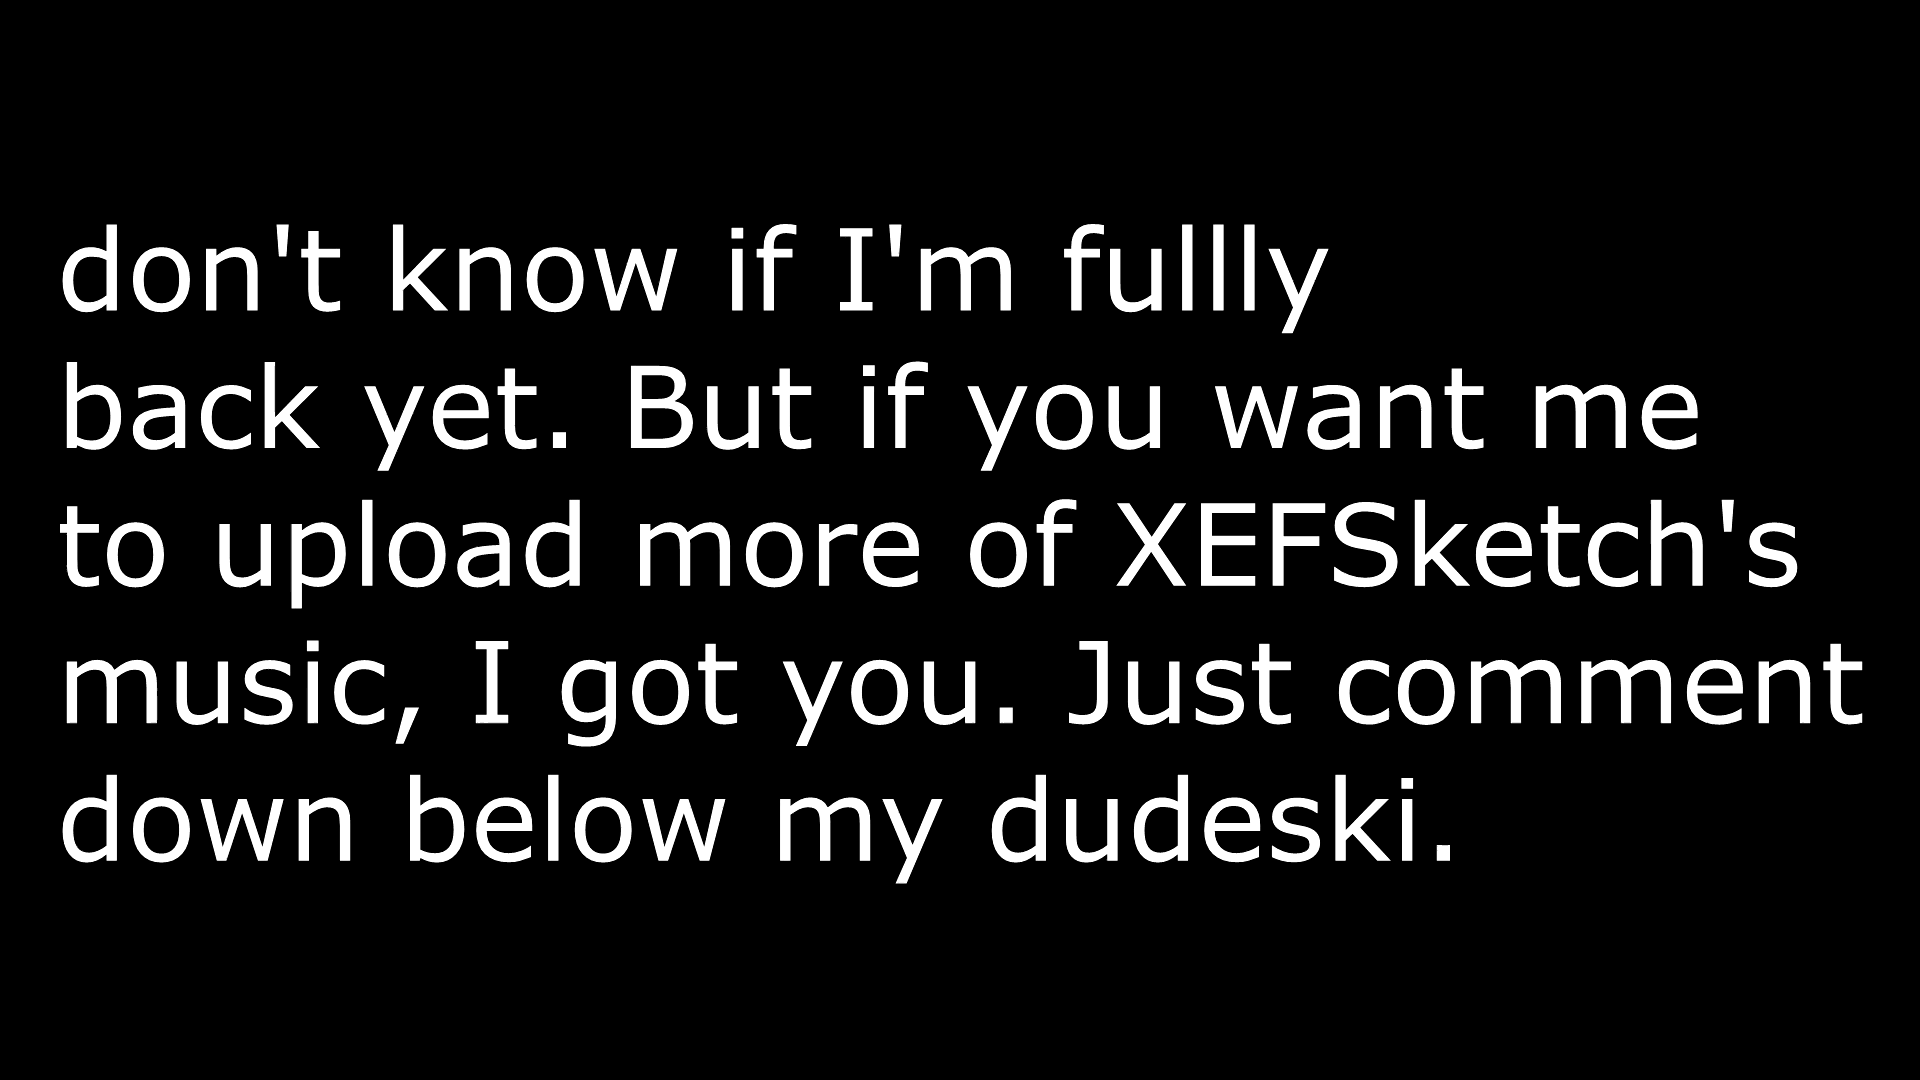 don't know if I'm fullly
back yet. But if you want me
to upload more of XEFSketch's
music, I got you. Just comment
down below my dudeski.